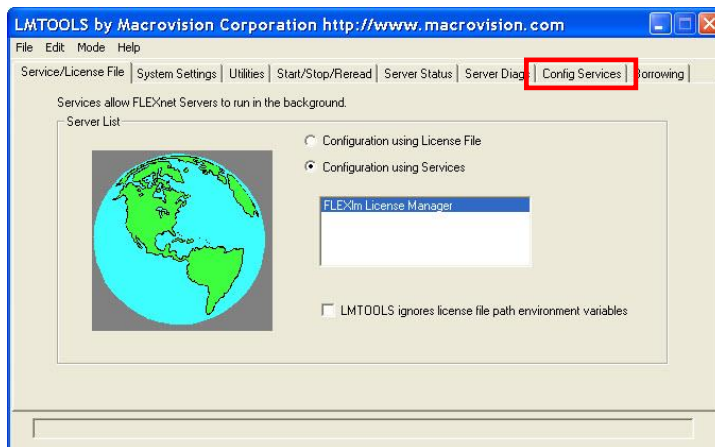 LMTOOLS by Macrovision Corporation http://www.macrovision.com
File Edit Mode Help
Service/License File System Settings Utilities Start/Stop/Reread Server Status Server Diags Config Services Borrowing
Services allow FLEXnet Servers to run in the background.
Server List
Configuration using License File
Configuration using Services
FLEXlm License Manager
LMTOOLS ignores license file path environment variables